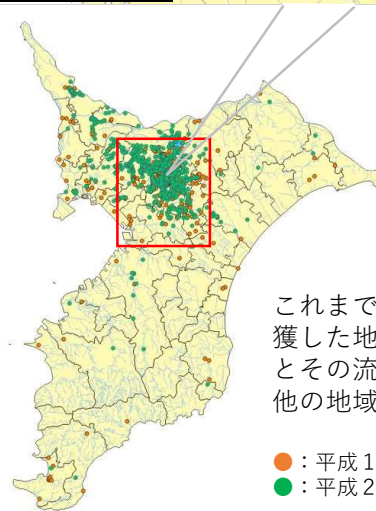 これまで
獲した地
とその流
他の地域
●：平成１
●：平成２